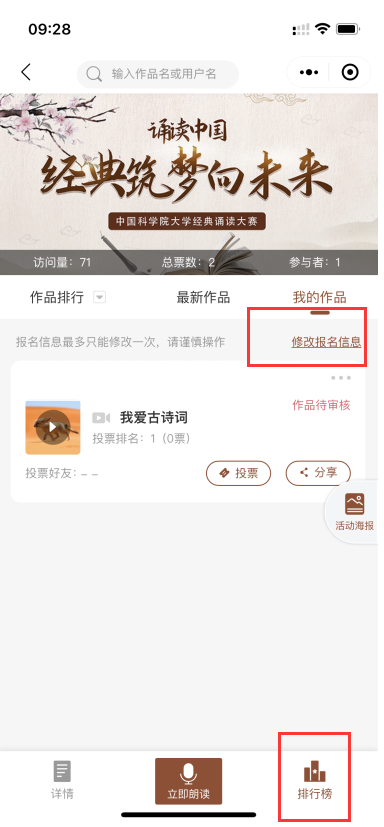 09:28
输入作品名或用户名
诵读中国
经典筑梦向未来
中国科学院大学经典诵读大赛
访问量：71 总票数：2 参与者：1
作品排行 最新作品 我的作品
报名信息最多只能修改一次，请谨慎操作 修改报名信息
作品待审核
我爱古诗词
投票排名：1（0票）
投票好友：– –
投票 分享
活动海报
详情 立即朗读 排行榜